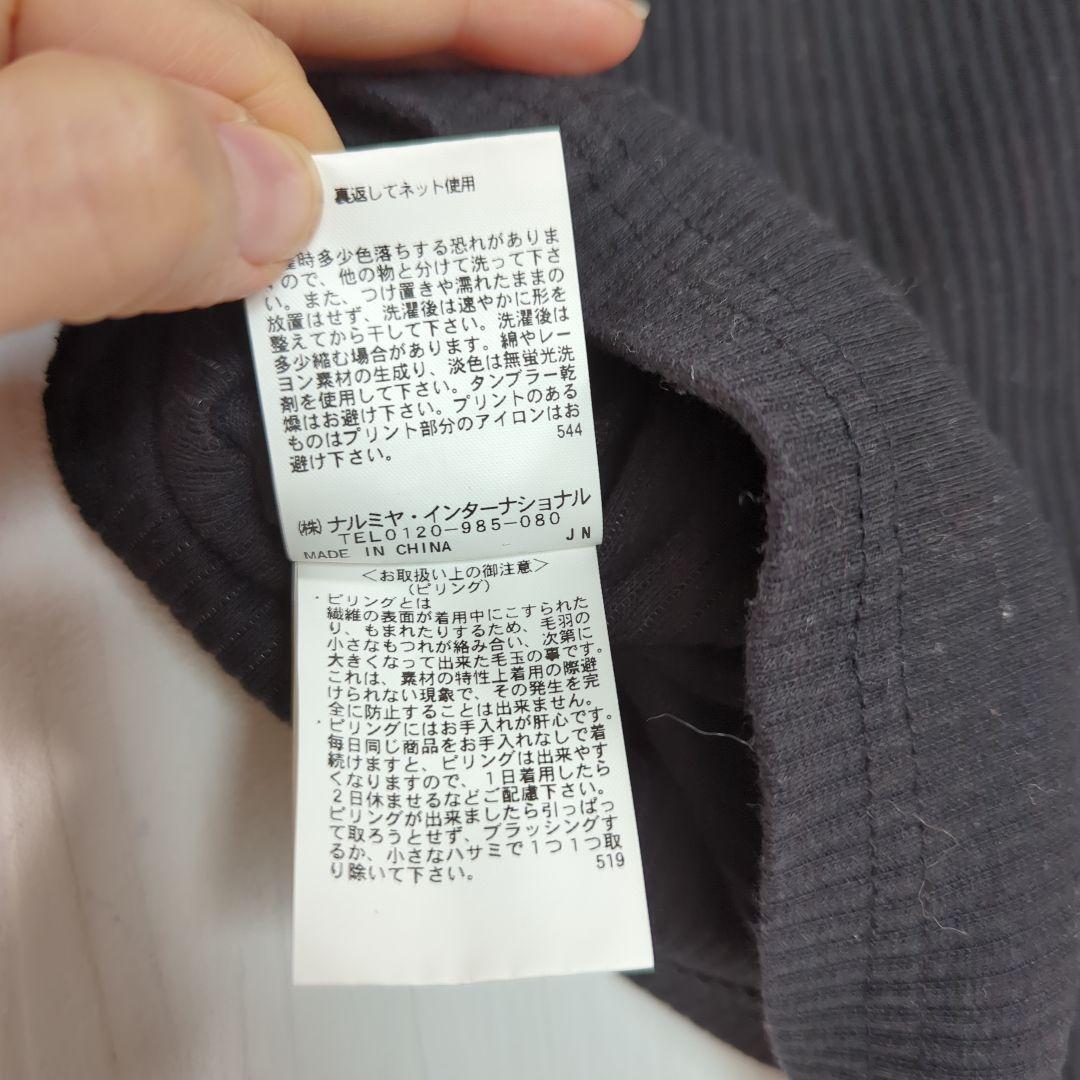 裏返してネット使用
濯時多少色落ちする恐れがありま
ので、他の物と分けて洗って下さ
い。また、つけ置きや濡れたままの
放置はせず、洗濯後は速やかに形を
整えてから干して下さい。洗濯後は
多少縮む場合があります。綿やレー
ヨン素材の生成り、淡色は無蛍光洗
剤を使用して下さい。タンブラー乾
燥はお避け下さい。プリントのある
ものはプリント部分のアイロンはお
避け下さい。
544
㈱ ナルミヤ・インターナショナル
TEL0120-985-080
JN
MADE IN CHINA
<お取扱い上の御注意>
(ピリング)
・ピリングとは
繊維の表面が着用中にこすられた
り、もまれたりするため、毛羽の
小さなもつれが絡み合い、次第に
大きくなって出来た毛玉の事です。
これは、素材の特性上着用の際避
けられない現象で、その発生を完
全に防止することは出来ません。
・ピリングにはお手入れが肝心です。
毎日同じ商品をお手入れなしで着
続けますと、ピリングは出来やす
くなりますので、1日着用したら
2日休ませるなどご配慮下さい。
ピリングが出来ましたら引っぱっ
て取ろうとせず、ブラッシングす
るか、小さなハサミで1つ1つ取
り除いて下さい。
519